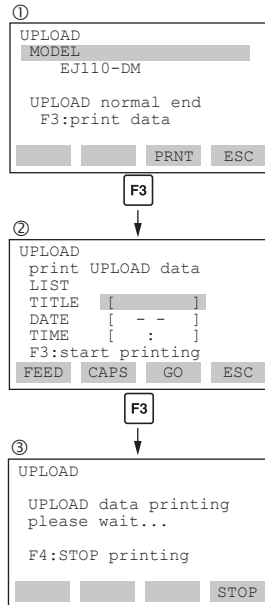 ①
UPLOAD
MODEL
EJ110-DM
UPLOAD normal end
F3:print data
PRNT ESC
F3
②
UPLOAD
print UPLOAD data
LIST
TITLE [ ]
DATE [ - - ]
TIME [ : ]
F3:start printing
FEED CAPS GO ESC
F3
③
UPLOAD
UPLOAD data printing
please wait...
F4:STOP printing
STOP